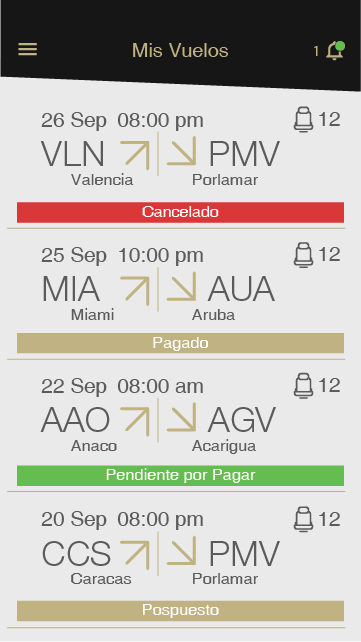 Mis Vuelos 1
26 Sep 08:00 pm 12
VLN PMV
Valencia Porlamar
Cancelado
25 Sep 10:00 pm 12
MIA AUA
Miami Aruba
Pagado
22 Sep 08:00 am 12
AAO AGV
Anaco Acarigua
Pendiente por Pagar
20 Sep 08:00 pm 12
CCS PMV
Caracas Porlamar
Pospuesto